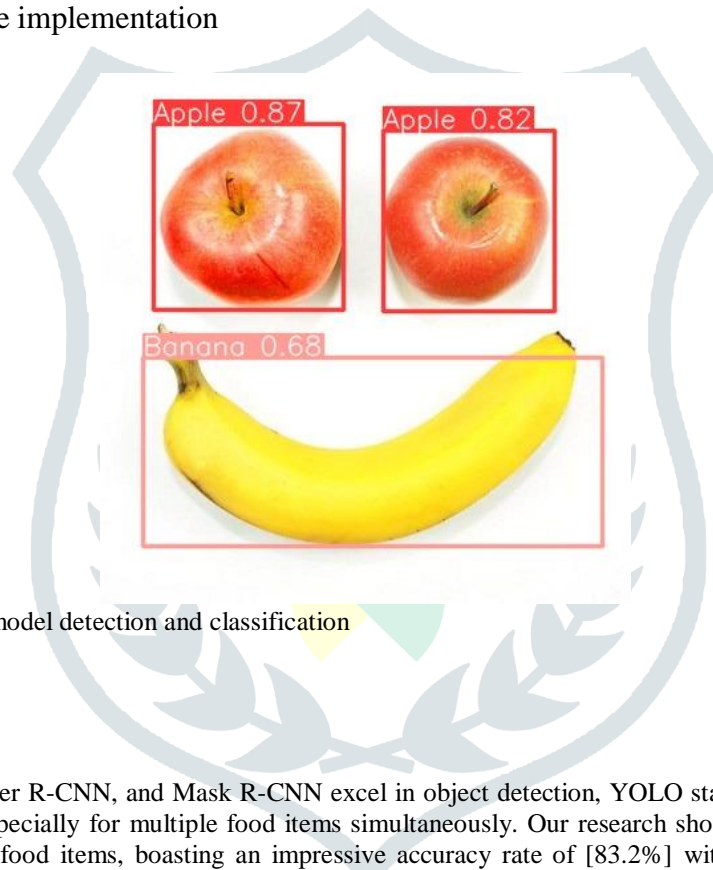 e implementation
Apple 0.87
Apple 0.82
Banana 0.68
nodel detection and classification
er R-CNN, and Mask R-CNN excel in object detection, YOLO sta
pecially for multiple food items simultaneously. Our research sho
food items, boasting an impressive accuracy rate of [83.2%] wit